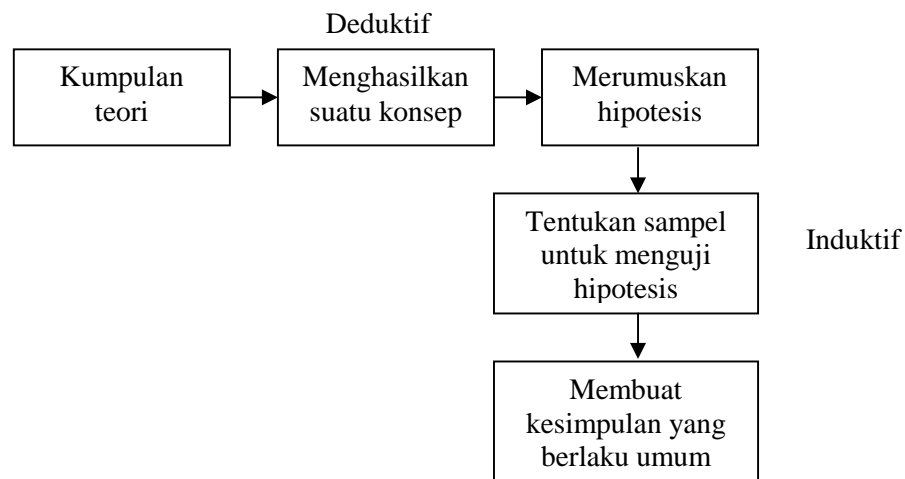 Deduktif
Kumpulan
teori
Menghasilkan
suatu konsep
Merumuskan
hipotesis
Tentukan sampel
untuk menguji
hipotesis
Induktif
Membuat
kesimpulan yang
berlaku umum